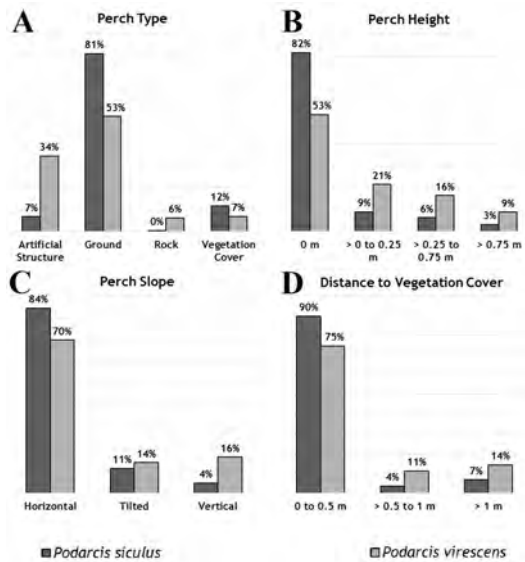 A Perch Type
81%
53%
34%
7%
0%
6%
12%
7%
Artificial Structure
Ground
Rock
Vegetation Cover
B Perch Height
82%
53%
9%
21%
6%
16%
3%
9%
0 m
> 0 to 0.25 m
> 0.25 to 0.75 m
> 0.75 m
C Perch Slope
84%
70%
11%
14%
4%
16%
Horizontal
Tilted
Vertical
D Distance to Vegetation Cover
90%
75%
4%
11%
7%
14%
0 to 0.5 m
> 0.5 to 1 m
> 1 m
Podarcis siculus
Podarcis virescens